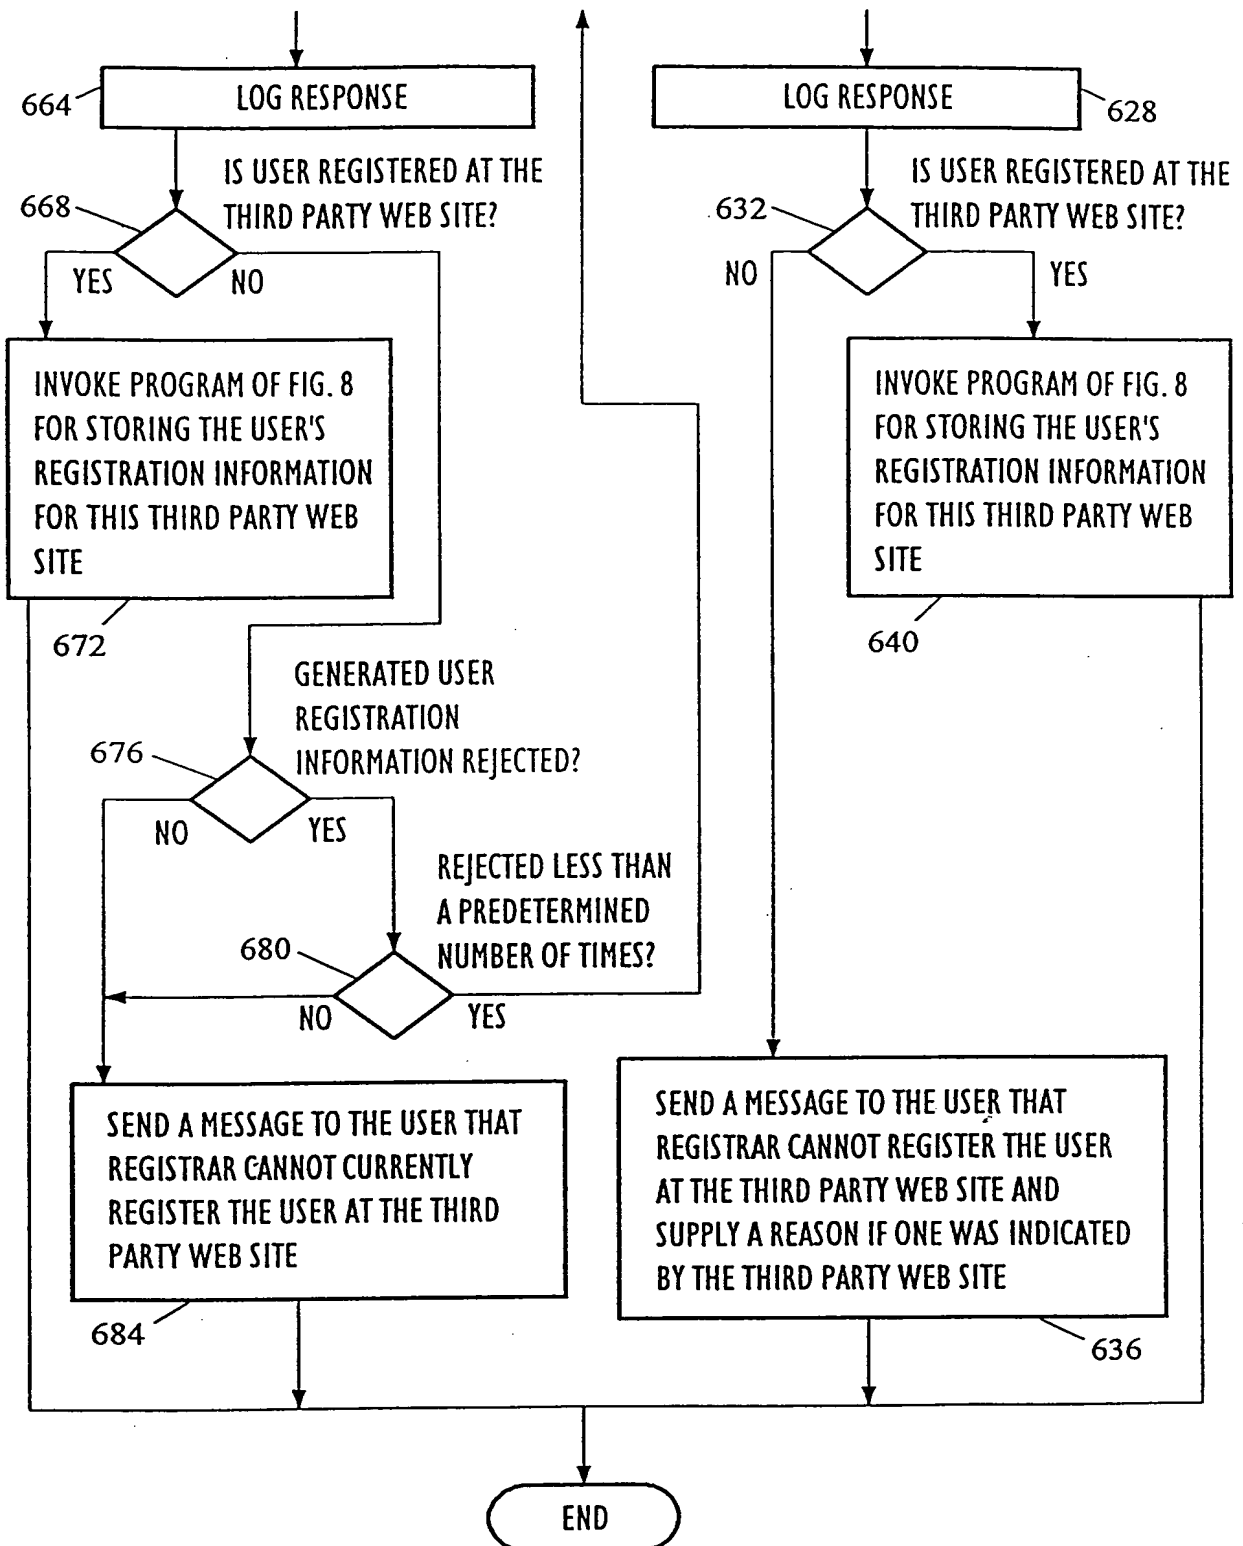 LOG RESPONSE
664
LOG RESPONSE
628
IS USER REGISTERED AT THE
THIRD PARTY WEB SITE?
668
YES
NO
IS USER REGISTERED AT THE
THIRD PARTY WEB SITE?
632
NO
YES
INVOKE PROGRAM OF FIG. 8
FOR STORING THE USER'S
REGISTRATION INFORMATION
FOR THIS THIRD PARTY WEB
SITE
672
INVOKE PROGRAM OF FIG. 8
FOR STORING THE USER'S
REGISTRATION INFORMATION
FOR THIS THIRD PARTY WEB
SITE
640
GENERATED USER
REGISTRATION
INFORMATION REJECTED?
676
NO
YES
REJECTED LESS THAN
A PREDETERMINED
NUMBER OF TIMES?
680
NO
YES
SEND A MESSAGE TO THE USER THAT
REGISTRAR CANNOT CURRENTLY
REGISTER THE USER AT THE THIRD
PARTY WEB SITE
684
SEND A MESSAGE TO THE USER THAT
REGISTRAR CANNOT REGISTER THE USER
AT THE THIRD PARTY WEB SITE AND
SUPPLY A REASON IF ONE WAS INDICATED
BY THE THIRD PARTY WEB SITE
636
END